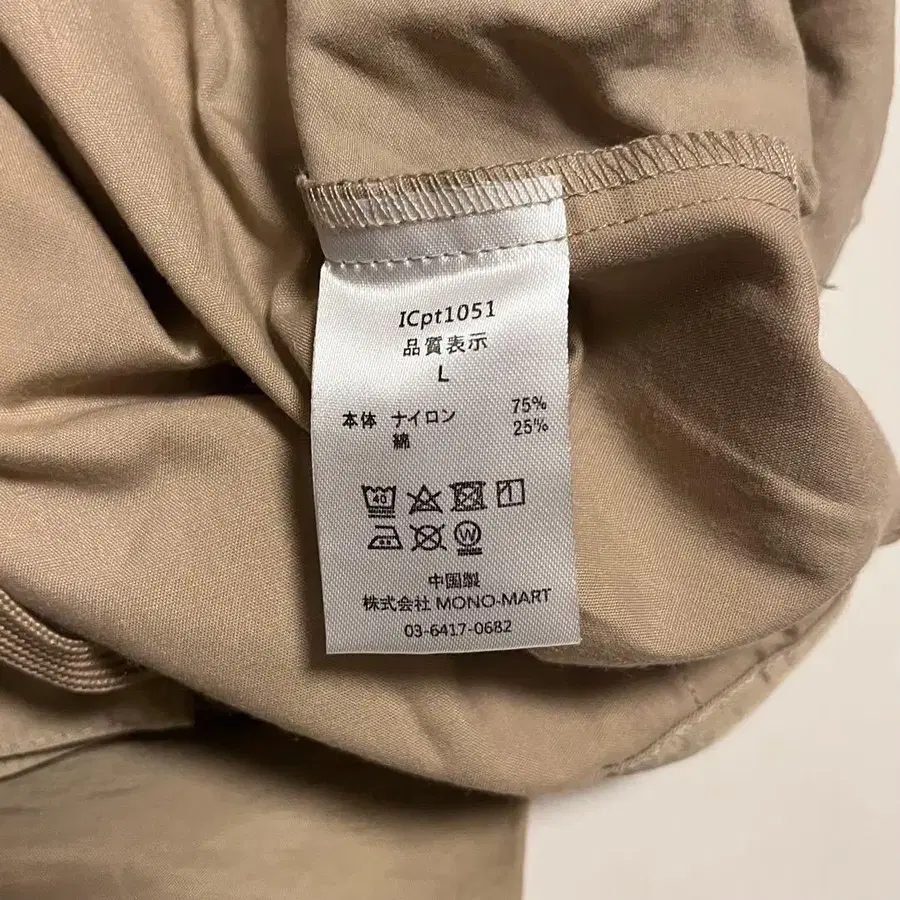 ICpt1051
品質表示
L
本体 ナイロン 75%
綿 25%
40
W
中国製
株式会社 MONO-MART
03-6417-0682